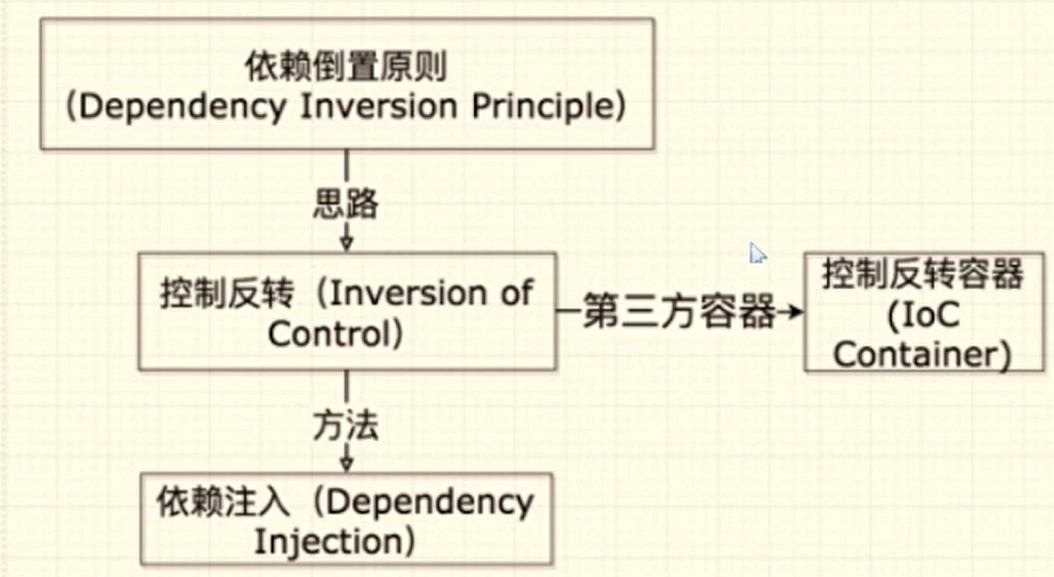 依赖倒置原则
（Dependency Inversion Principle）
思路
控制反转（Inversion of
Control）
第三方容器
控制反转容器
(IoC
Container)
方法
依赖注入（Dependency
Injection）